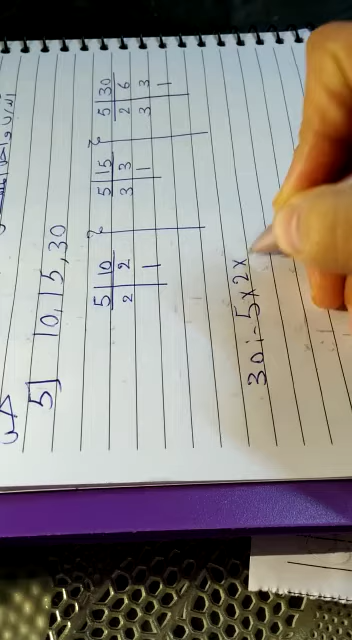 5] 10, 15, 30
5 | 10 , 5 | 15 , 5 | 30
2 | 2 3 | 3 2 | 6
1 1 3 | 3
1
30 :- 5 x 2 x